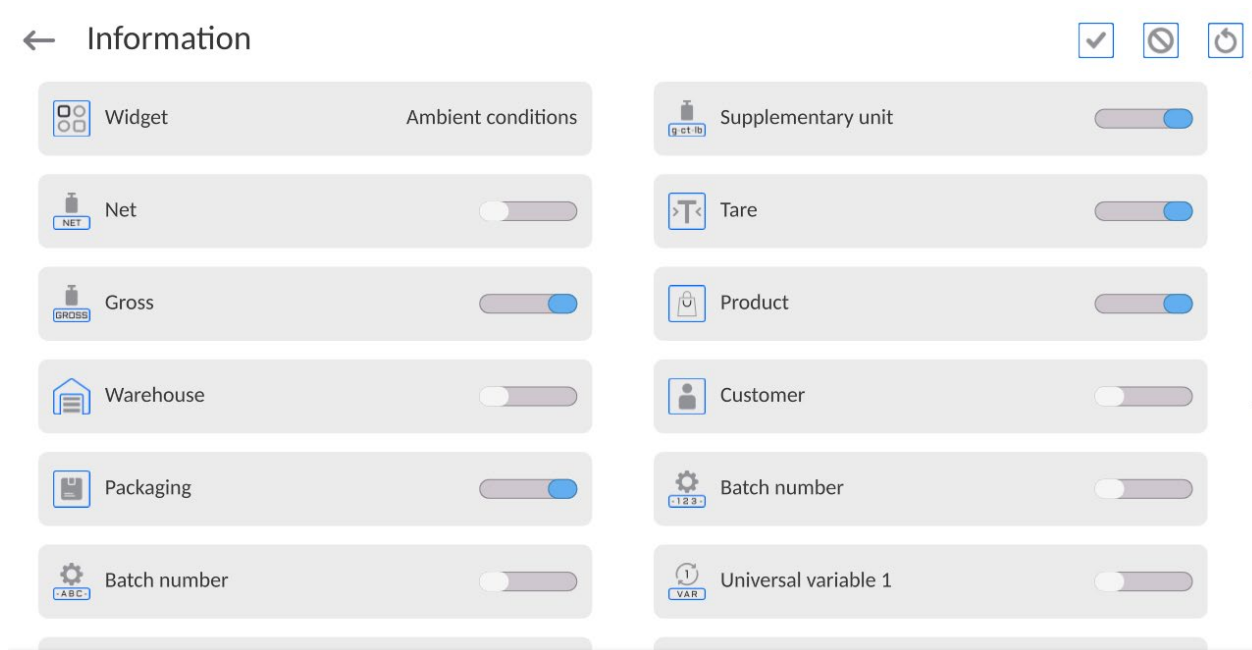 Information
Widget Ambient conditions
g·ct·lb Supplementary unit
NET Net
>T< Tare
GROSS Gross
Product
Warehouse
Customer
Packaging
·123· Batch number
·ABC· Batch number
1 VAR Universal variable 1